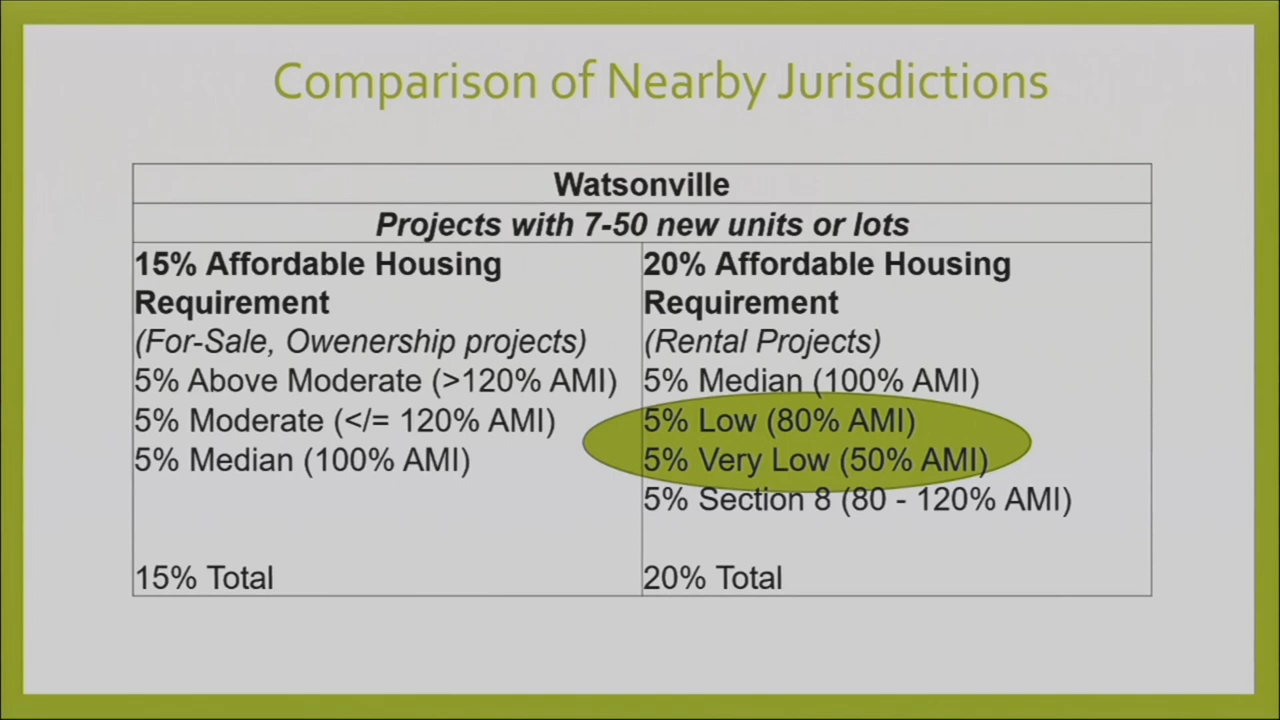 Comparison of Nearby Jurisdictions
Watsonville
Projects with 7-50 new units or lots
15% Affordable Housing
Requirement
(For-Sale, Owenership projects)
5% Above Moderate (>120% AMI)
5% Moderate (</= 120% AMI)
5% Median (100% AMI)
15% Total
20% Affordable Housing
Requirement
(Rental Projects)
5% Median (100% AMI)
5% Low (80% AMI)
5% Very Low (50% AMI)
5% Section 8 (80 - 120% AMI)
20% Total